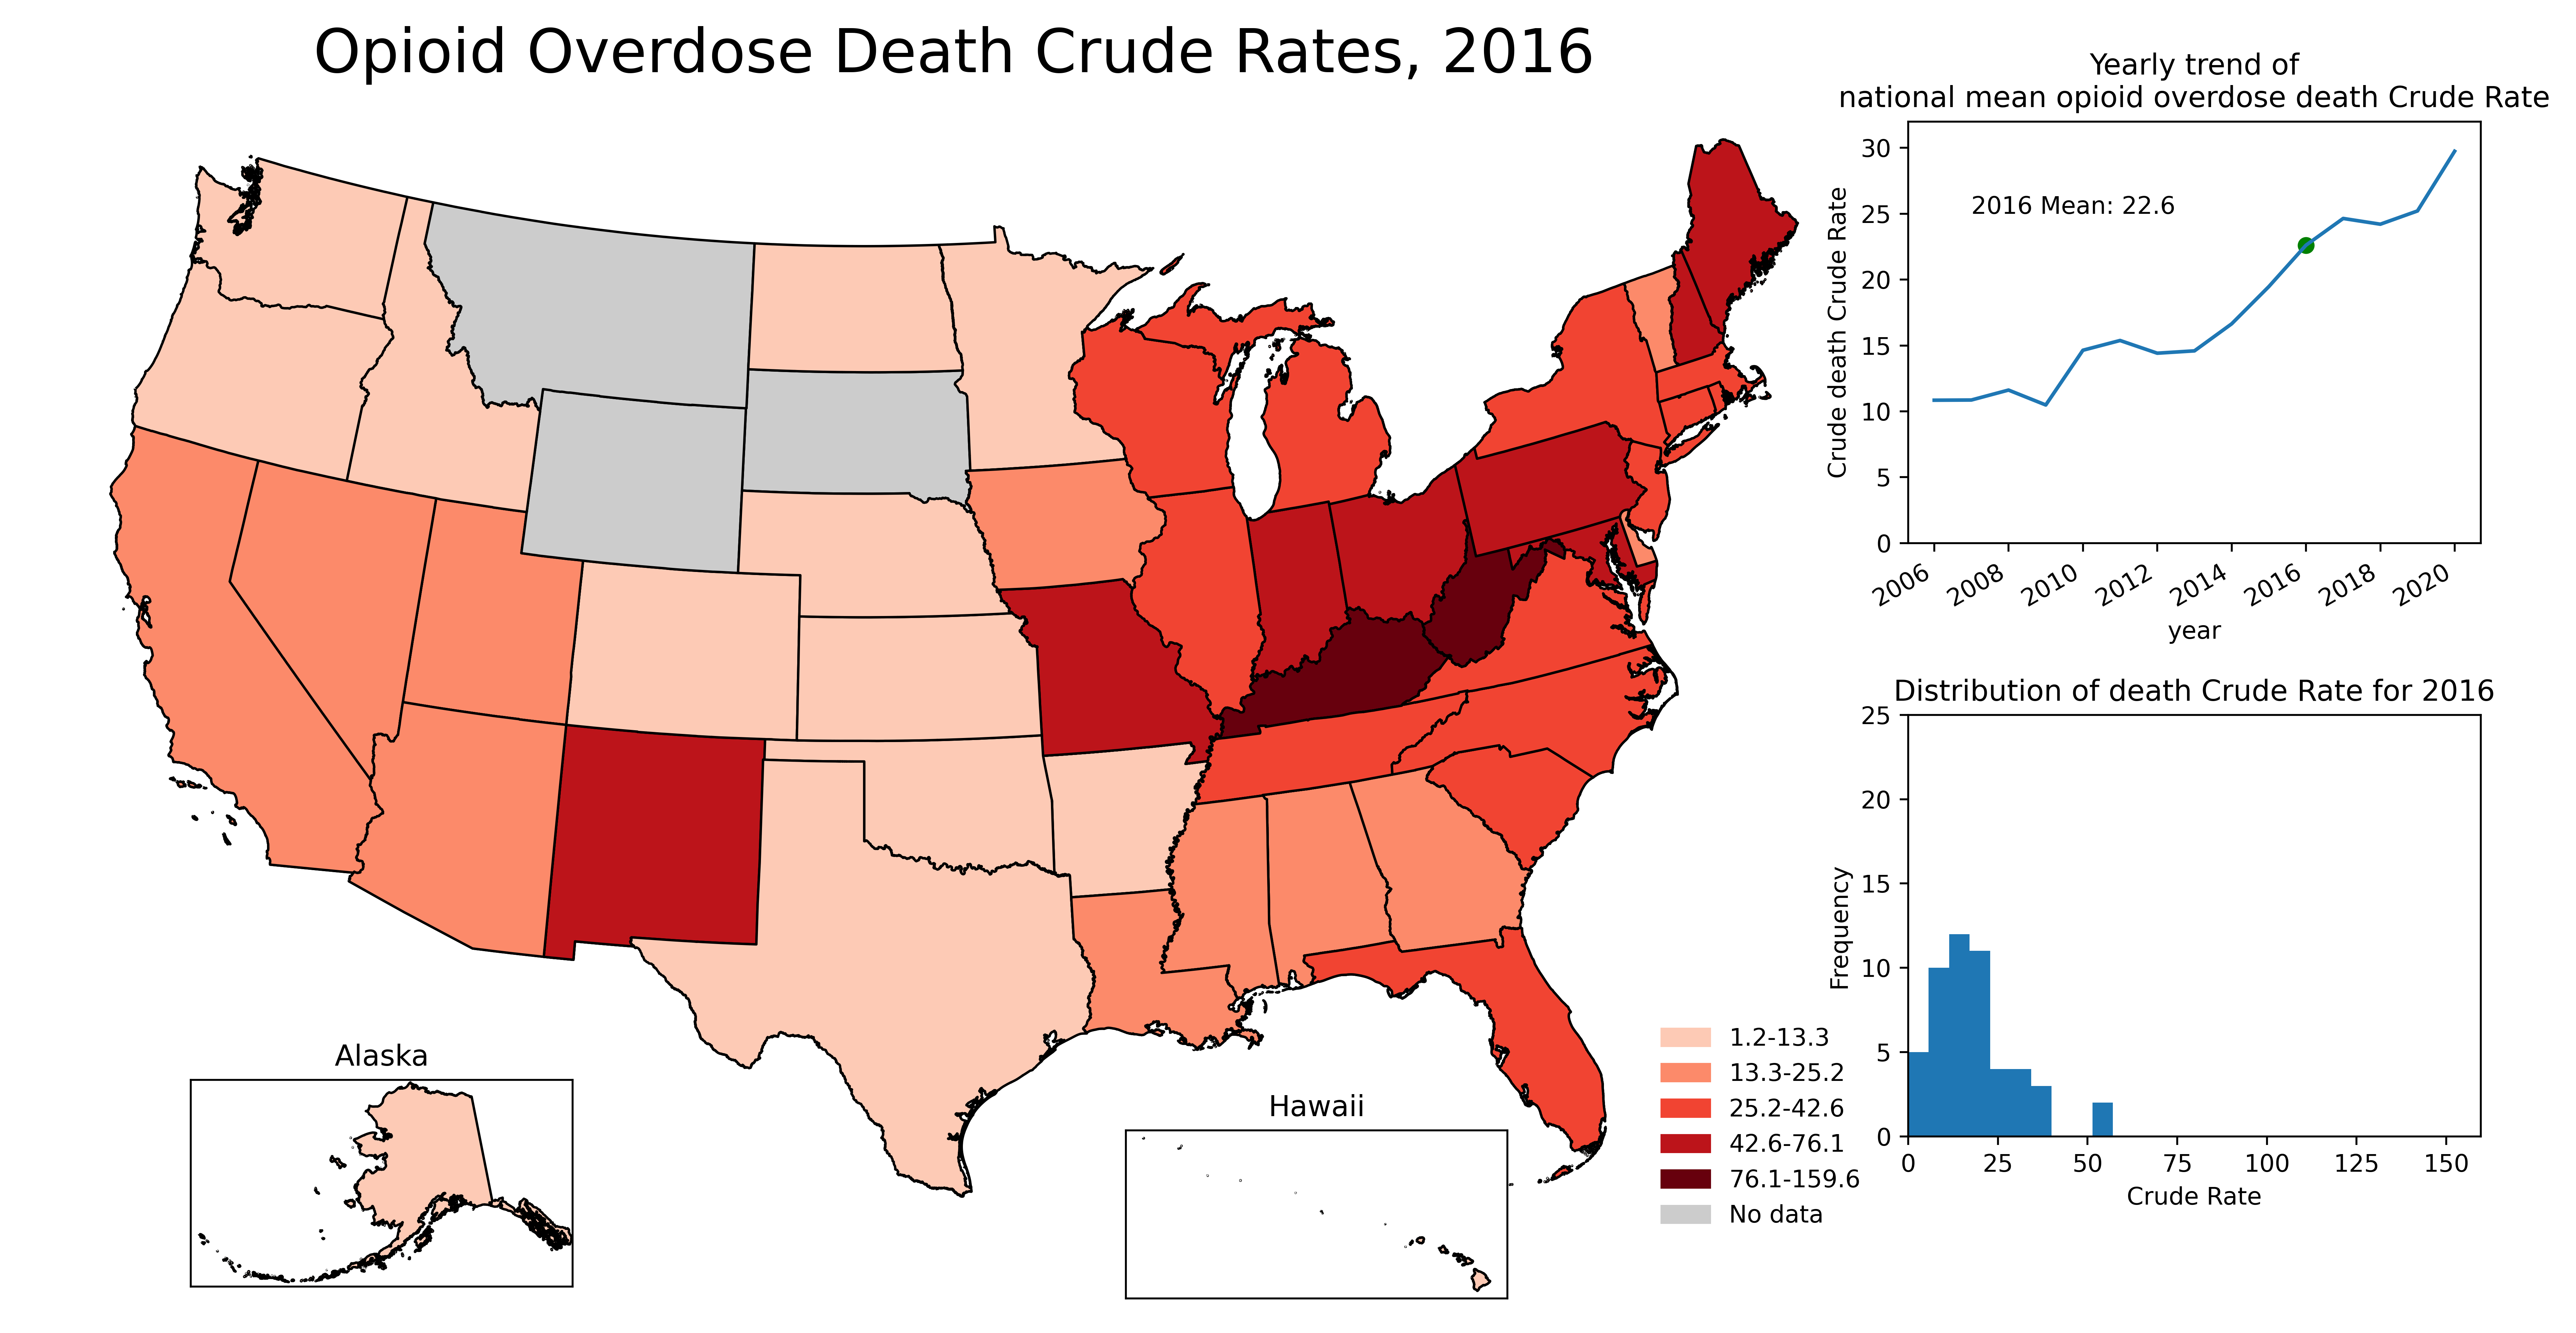 Opioid Overdose Death Crude Rates, 2016
Alaska
Hawaii
1.2-13.3
13.3-25.2
25.2-42.6
42.6-76.1
76.1-159.6
No data
Yearly trend of
national mean opioid overdose death Crude Rate
Crude death Crude Rate
30
25
20
15
10
5
0
2016 Mean: 22.6
2006
2008
2010
2012
2014
2016
2018
2020
year
Distribution of death Crude Rate for 2016
Frequency
25
20
15
10
5
0
0
25
50
75
100
125
150
Crude Rate